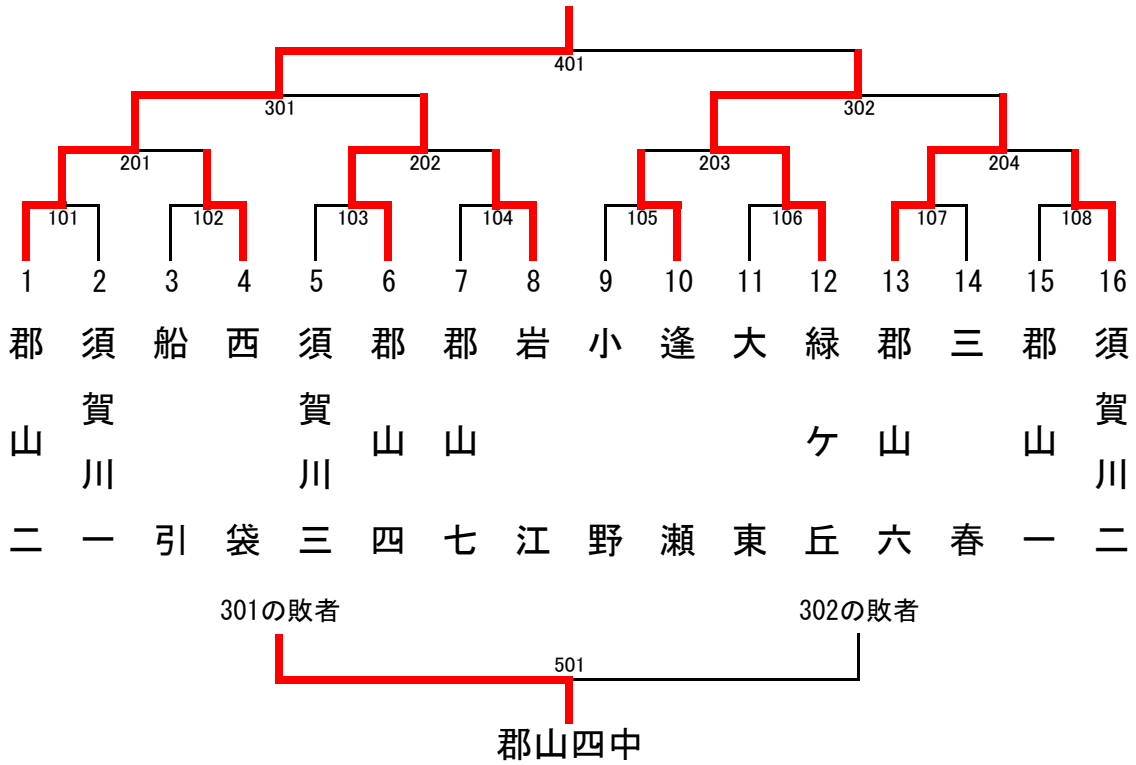 401
301
302
201
202
203
204
101
102
103
104
105
106
107
108
1 2 3 4 5 6 7 8 9 10 11 12 13 14 15 16
郡山二
須賀川一
船引
西袋
須賀川三
郡山四
郡山七
岩江
小野
逢瀬
大東
緑ケ丘
郡山六
三春
郡山一
須賀川二
301の敗者
302の敗者
501
郡山四中